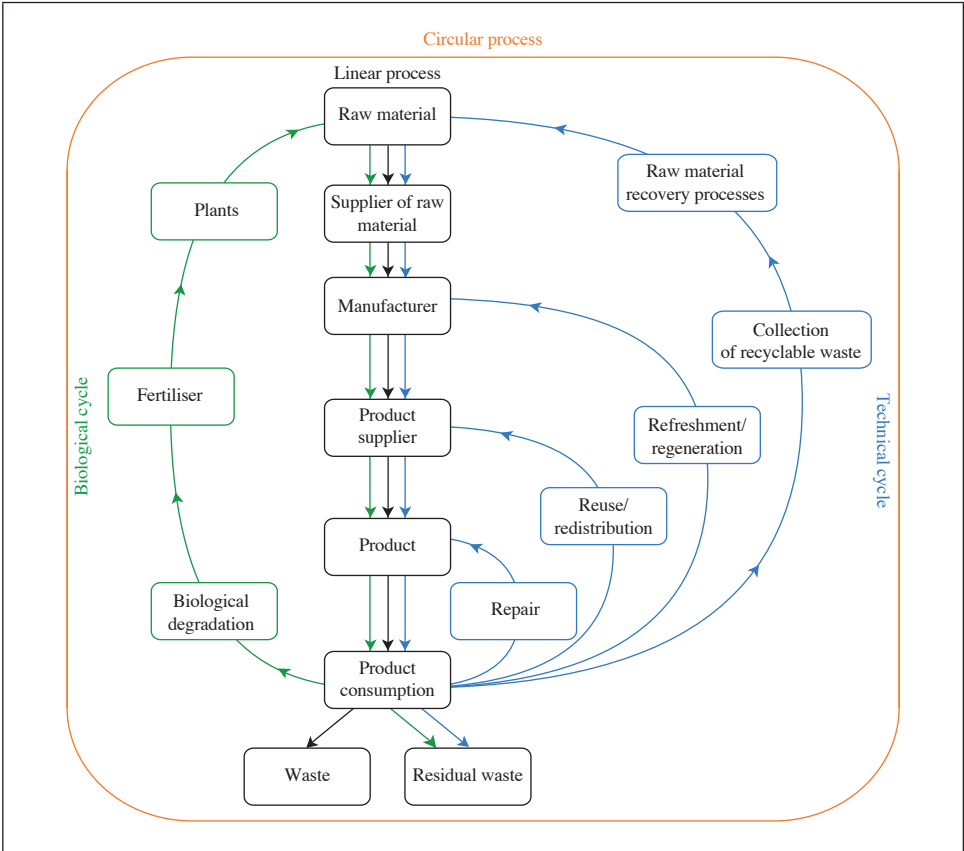 Circular process
Linear process
Raw material
Raw material
recovery processes
Plants
Supplier of raw
material
Manufacturer
Collection
of recyclable waste
Fertiliser
Biological cycle
Technical cycle
Product
supplier
Refreshment/
regeneration
Reuse/
redistribution
Product
Biological
degradation
Repair
Product
consumption
Waste
Residual waste